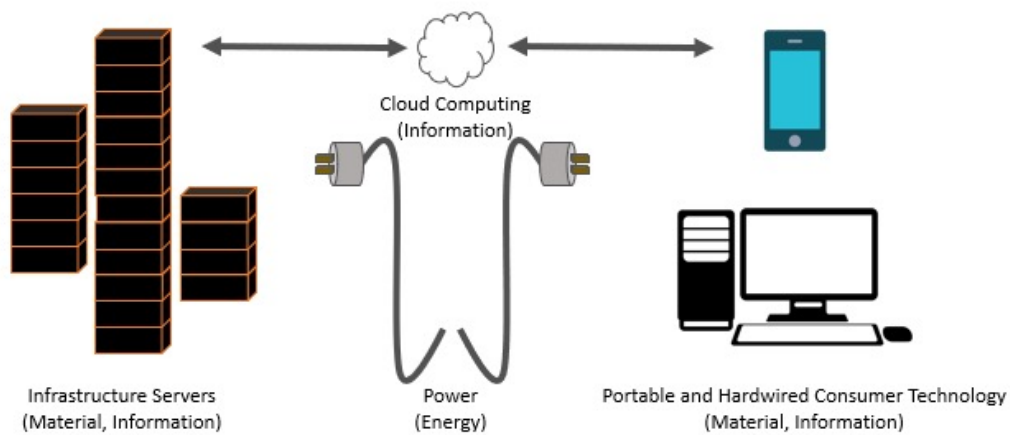 Cloud Computing
(Information)
Infrastructure Servers
(Material, Information)
Power
(Energy)
Portable and Hardwired Consumer Technology
(Material, Information)